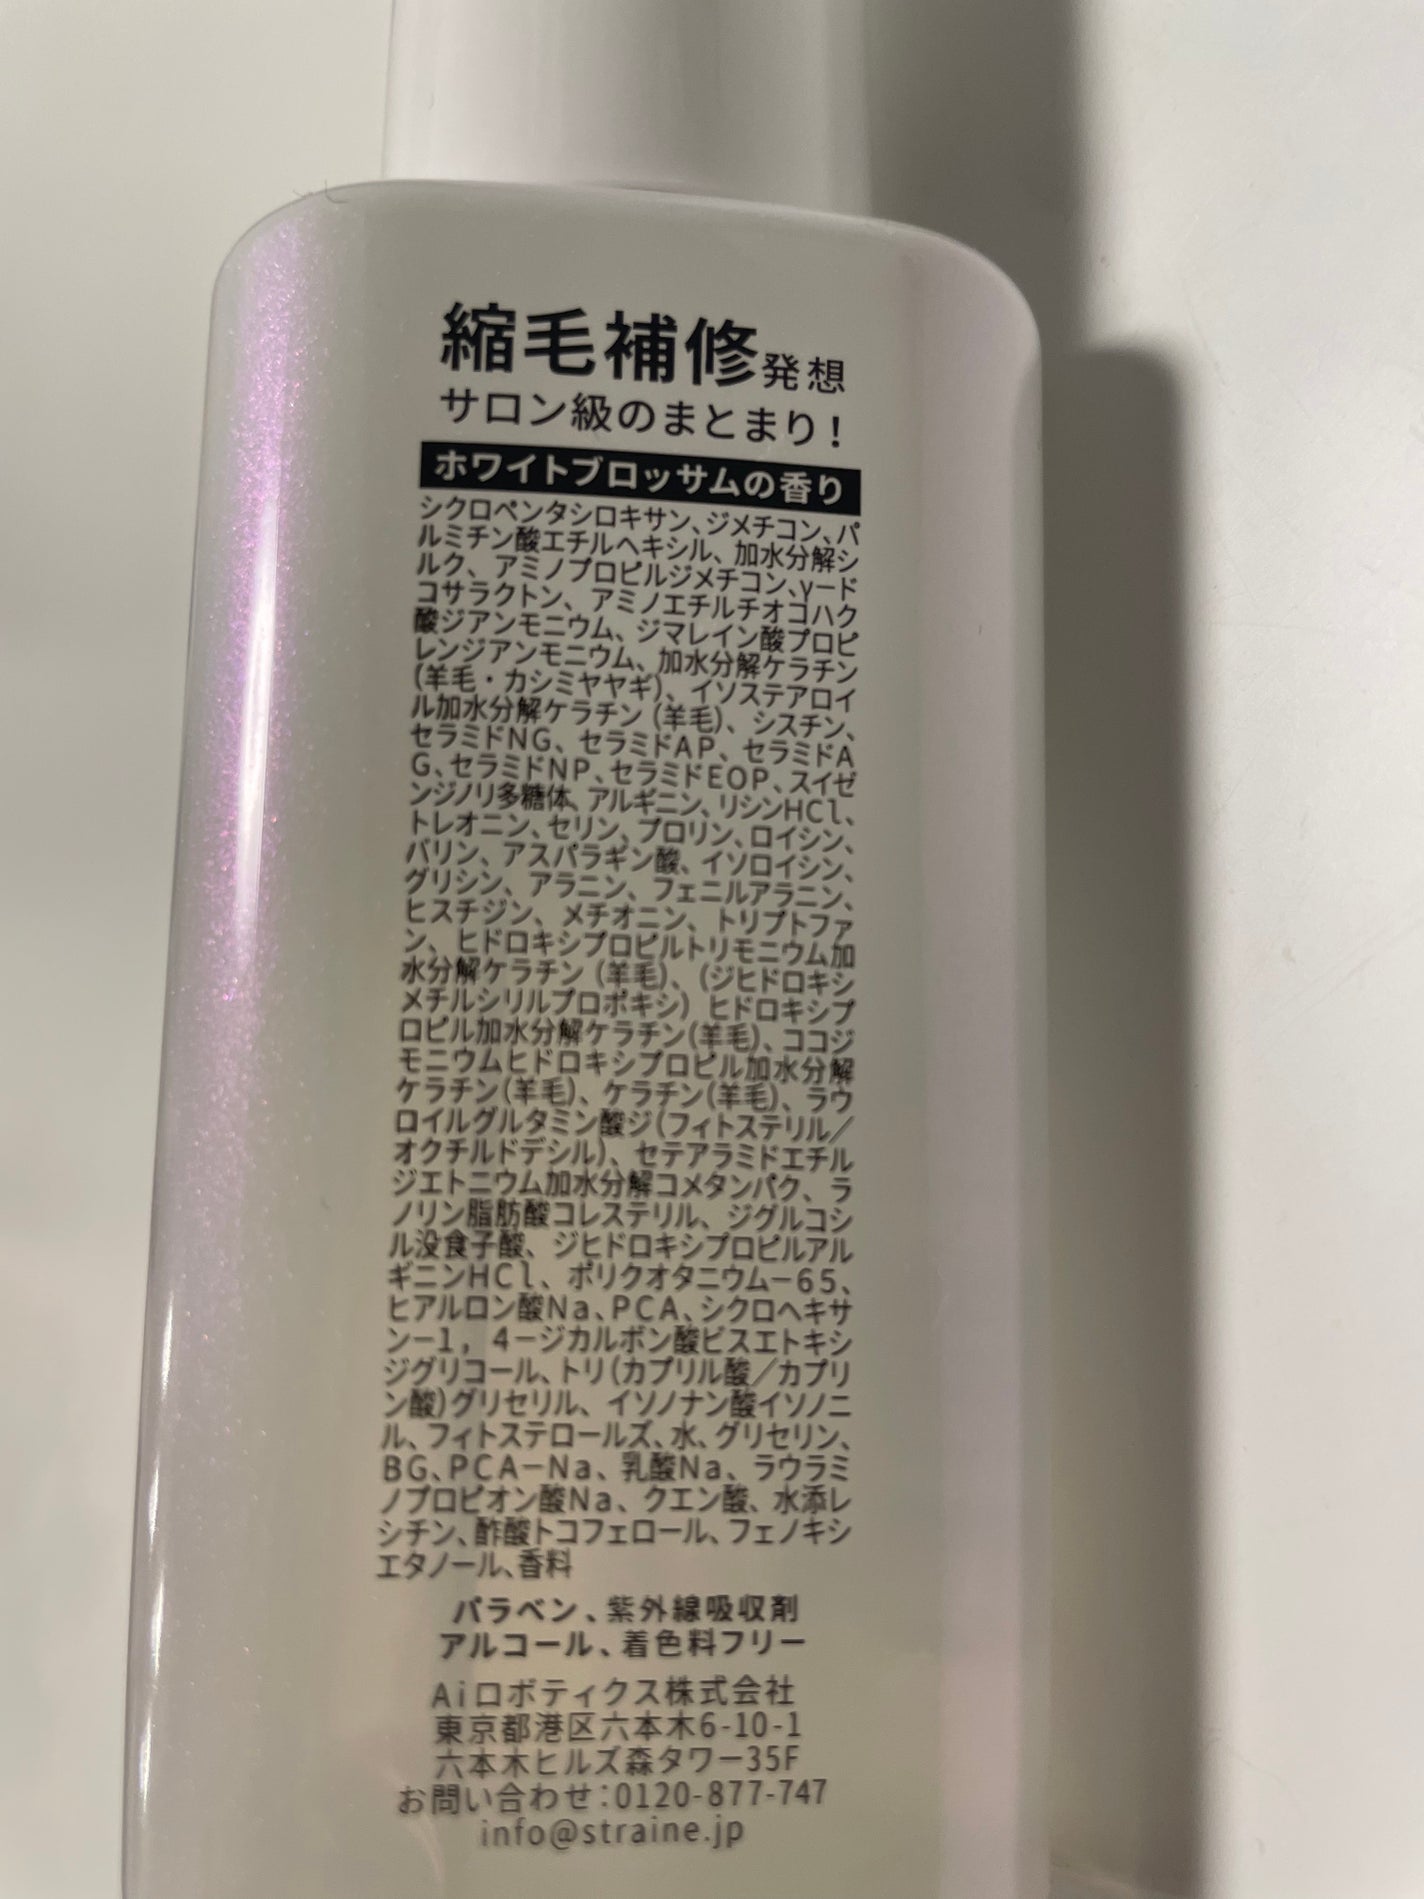 縮毛補修発想
サロン級のまとまり!
ホワイトブロッサムの香り
シクロペンタシロキサン、ジメチコン、パ
ルミチン酸エチルヘキシル、加水分解シ
ルク、アミノプロピルジメチコン、γード
コサラクトン、アミノエチルチオコハク
酸ジアンモニウム、ジマレイン酸プロピ
レンジアンモニウム、加水分解ケラチン
(羊毛・カシミヤヤギ)、イソステアロイ
ル加水分解ケラチン(羊毛)、シスチン、
セラミドNG、セラミドAP、セラミドA
G、セラミドNP、セラミドEOP、スイゼ
ンジノリ多糖体、アルギニン、リシンHCl、
トレオニン、セリン、プロリン、ロイシン、
バリン、アスパラギン酸、イソロイシン、
グリシン、アラニン、フェニルアラニン、
ヒスチジン、メチオニン、トリプトファ
ン、ヒドロキシプロピルトリモニウム加
水分解ケラチン(羊毛)、(ジヒドロキシ
メチルシリルプロポキシ)ヒドロキシプ
ロピル加水分解ケラチン(羊毛)、ココジ
モニウムヒドロキシプロピル加水分解
ケラチン(羊毛)、ケラチン(羊毛)、ラウ
ロイルグルタミン酸ジ(フィトステリル/
オクチルドデシル)、セテアラミドエチル
ジエトニウム加水分解コメタンパク、ラ
ノリン脂肪酸コレステリル、ジグルコシ
ル没食子酸、ジヒドロキシプロピルアル
ギニンHCl、ポリクオタニウムー65、
ヒアルロン酸Na、PCA、シクロヘキサ
ンー1,4ージカルボン酸ビスエトキシ
ジグリコール、トリ(カプリル酸/カプリ
ン酸)グリセリル、イソノナン酸イソノニ
ル、フィトステロールズ、水、グリセリン、
BG、PCAーNa、乳酸Na、ラウラミ
ノプロピオン酸Na、クエン酸、水添レ
シチン、酢酸トコフェロール、フェノキシ
エタノール、香料
パラベン、紫外線吸収剤
アルコール、着色料フリー
Aiロボティクス株式会社
東京都港区六本木6-10-1
六本木ヒルズ森タワー35F
お問い合わせ:0120-877-747
info@straine.jp